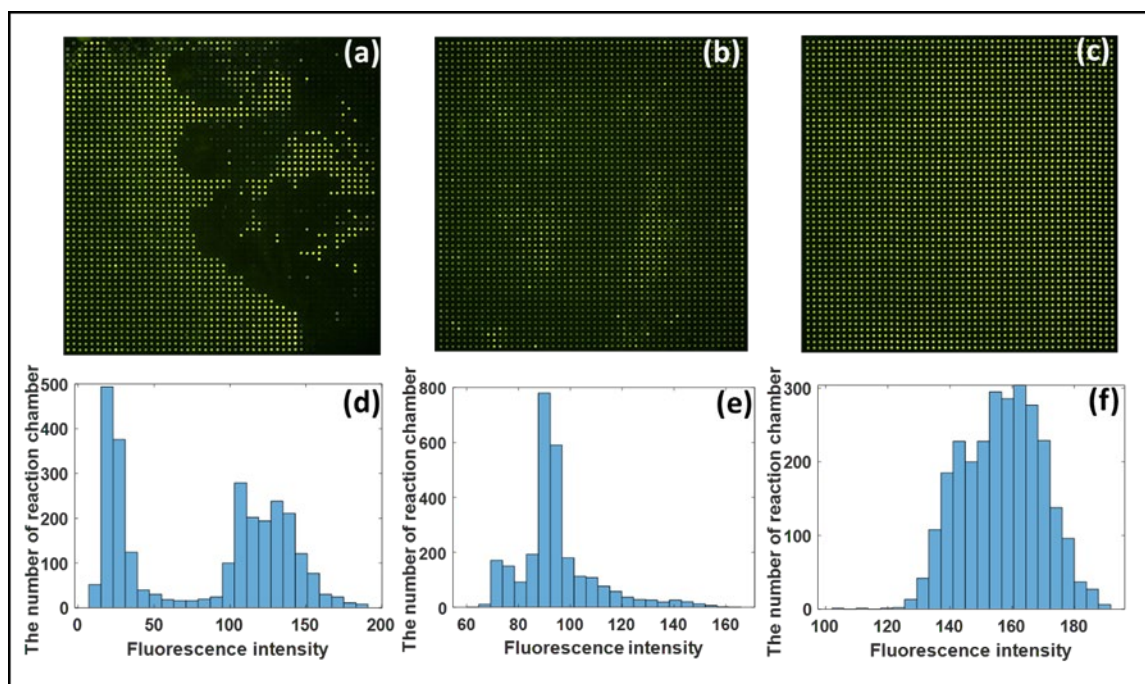 (a)
(b)
(c)
The number of reaction chamber
500
400
300
200
100
0
0 50 100 150 200
Fluorescence intensity
(d)
The number of reaction chamber
800
600
400
200
0
60 80 100 120 140 160
Fluorescence intensity
(e)
The number of reaction chamber
300
200
100
0
100 120 140 160 180
Fluorescence intensity
(f)